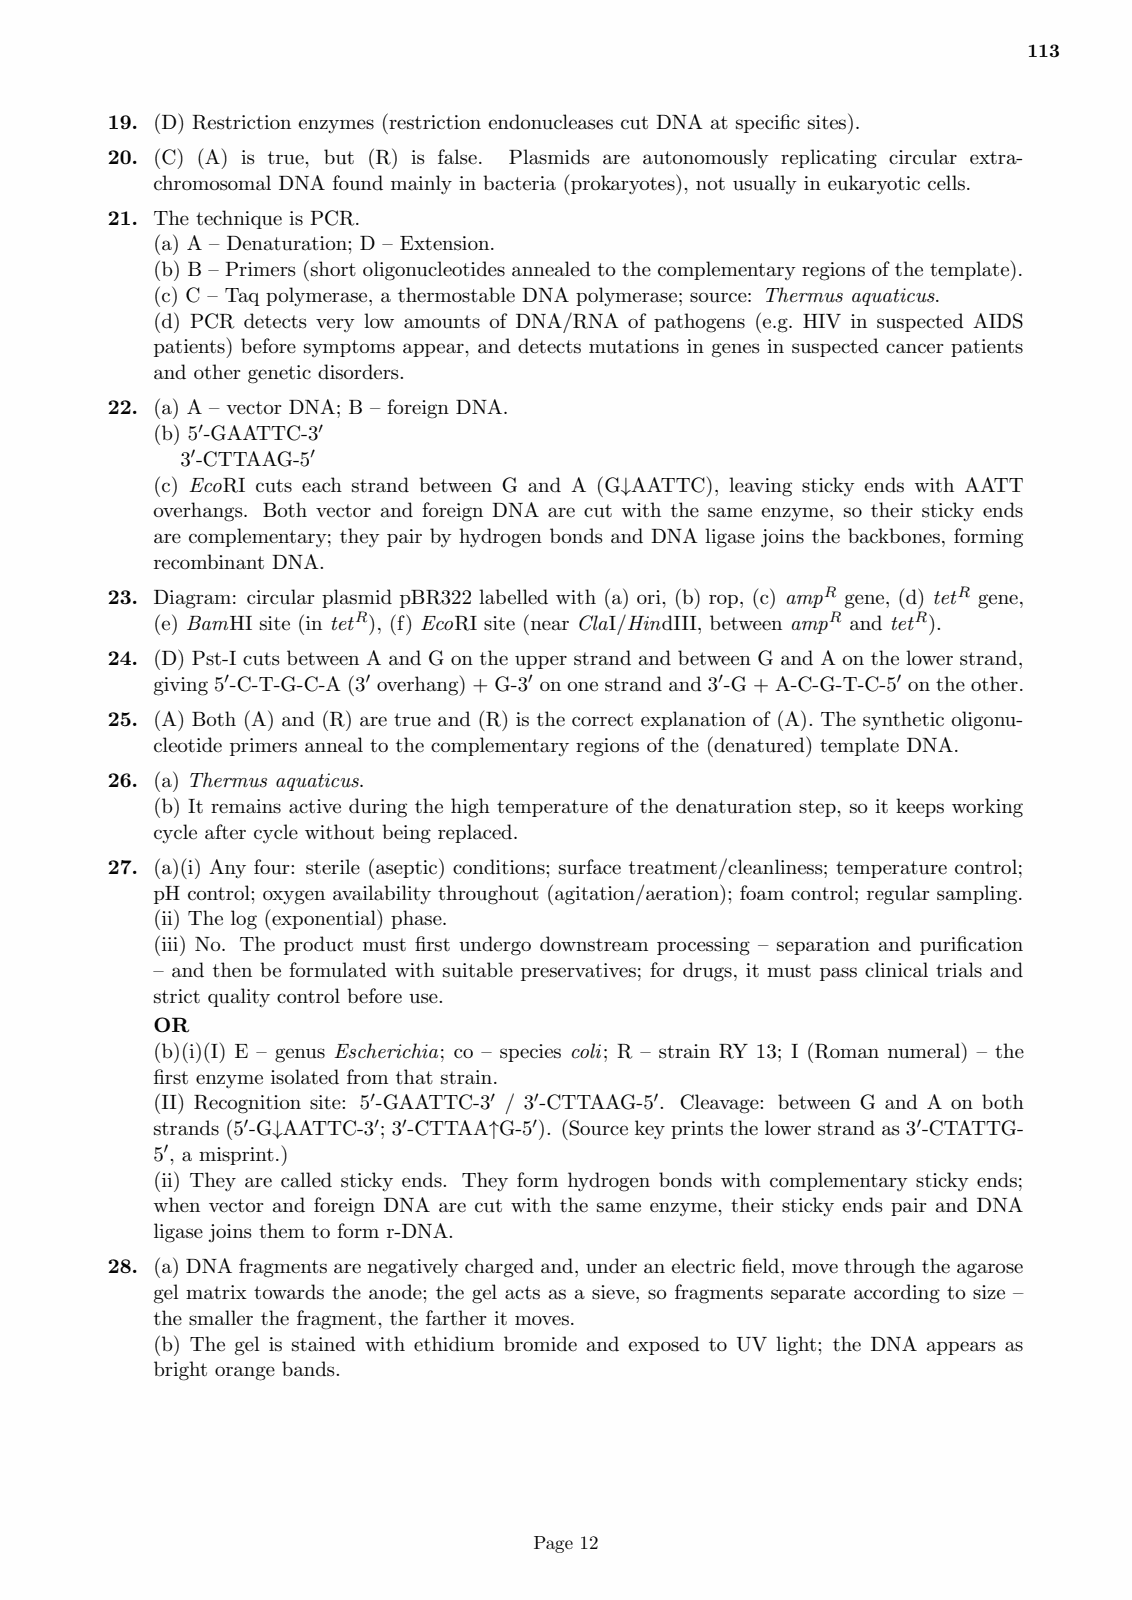 113
19. (D) Restriction enzymes (restriction endonucleases cut DNA at specific sites).
20. (C) (A) is true, but (R) is false. Plasmids are autonomously replicating circular extra-
chromosomal DNA found mainly in bacteria (prokaryotes), not usually in eukaryotic cells.
21. The technique is PCR.
(a) A – Denaturation; D – Extension.
(b) B – Primers (short oligonucleotides annealed to the complementary regions of the template).
(c) C – Taq polymerase, a thermostable DNA polymerase; source: Thermus aquaticus.
(d) PCR detects very low amounts of DNA/RNA of pathogens (e.g. HIV in suspected AIDS
patients) before symptoms appear, and detects mutations in genes in suspected cancer patients
and other genetic disorders.
22. (a) A – vector DNA; B – foreign DNA.
(b) 5′-GAATTC-3′
3′-CTTAAG-5′
(c) EcoRI cuts each strand between G and A (G↓AATTC), leaving sticky ends with AATT
overhangs. Both vector and foreign DNA are cut with the same enzyme, so their sticky ends
are complementary; they pair by hydrogen bonds and DNA ligase joins the backbones, forming
recombinant DNA.
23. Diagram: circular plasmid pBR322 labelled with (a) ori, (b) rop, (c) amp^R gene, (d) tet^R gene,
(e) BamHI site (in tet^R), (f) EcoRI site (near ClaI/HindIII, between amp^R and tet^R).
24. (D) Pst-I cuts between A and G on the upper strand and between G and A on the lower strand,
giving 5′-C-T-G-C-A (3′ overhang) + G-3′ on one strand and 3′-G + A-C-G-T-C-5′ on the other.
25. (A) Both (A) and (R) are true and (R) is the correct explanation of (A). The synthetic oligonu-
cleotide primers anneal to the complementary regions of the (denatured) template DNA.
26. (a) Thermus aquaticus.
(b) It remains active during the high temperature of the denaturation step, so it keeps working
cycle after cycle without being replaced.
27. (a)(i) Any four: sterile (aseptic) conditions; surface treatment/cleanliness; temperature control;
pH control; oxygen availability throughout (agitation/aeration); foam control; regular sampling.
(ii) The log (exponential) phase.
(iii) No. The product must first undergo downstream processing – separation and purification
– and then be formulated with suitable preservatives; for drugs, it must pass clinical trials and
strict quality control before use.
OR
(b)(i)(I) E – genus Escherichia; co – species coli; R – strain RY 13; I (Roman numeral) – the
first enzyme isolated from that strain.
(II) Recognition site: 5′-GAATTC-3′ / 3′-CTTAAG-5′. Cleavage: between G and A on both
strands (5′-G↓AATTC-3′; 3′-CTTAA↑G-5′). (Source key prints the lower strand as 3′-CTATTG-
5′, a misprint.)
(ii) They are called sticky ends. They form hydrogen bonds with complementary sticky ends;
when vector and foreign DNA are cut with the same enzyme, their sticky ends pair and DNA
ligase joins them to form r-DNA.
28. (a) DNA fragments are negatively charged and, under an electric field, move through the agarose
gel matrix towards the anode; the gel acts as a sieve, so fragments separate according to size –
the smaller the fragment, the farther it moves.
(b) The gel is stained with ethidium bromide and exposed to UV light; the DNA appears as
bright orange bands.
Page 12